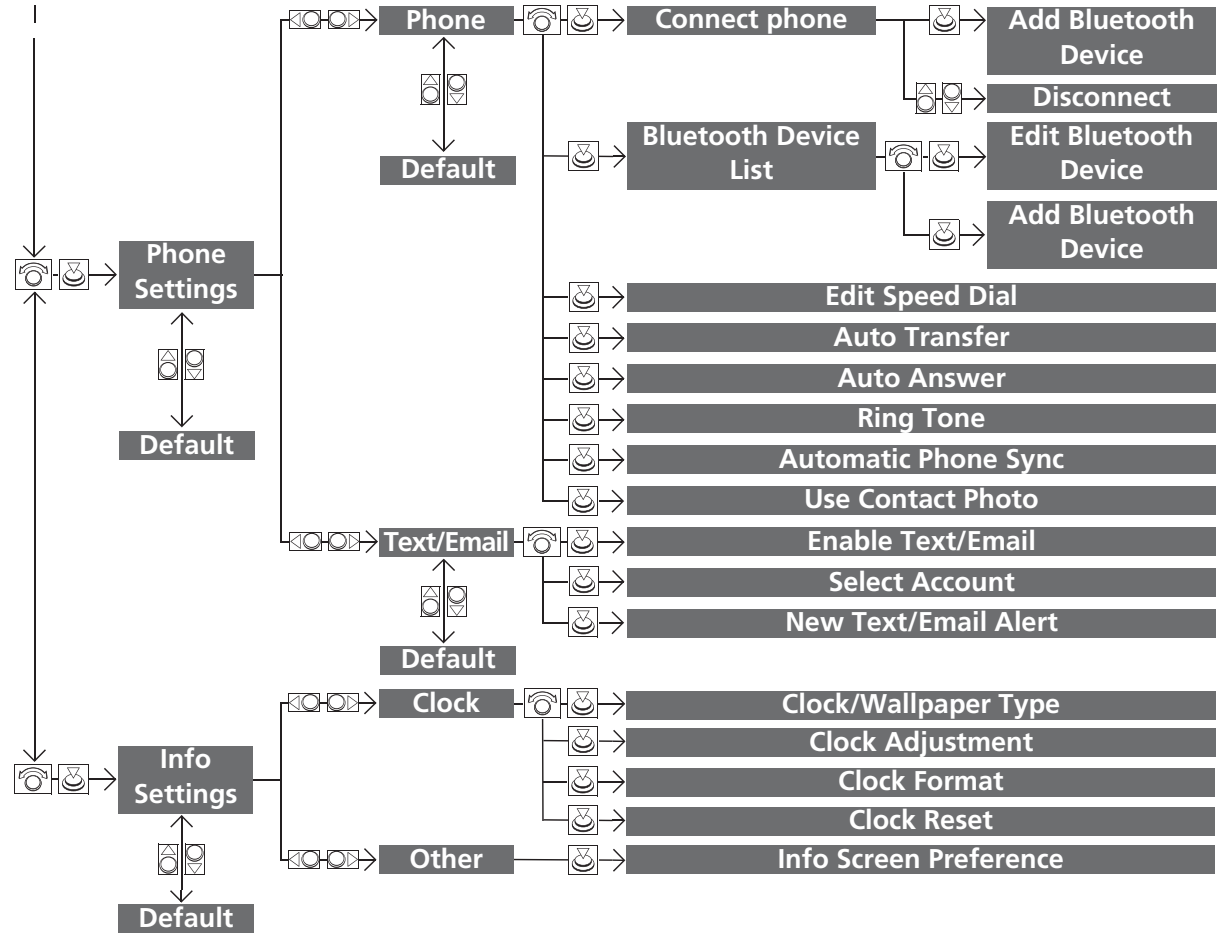 Phone
Connect phone
Add Bluetooth
Device
Disconnect
Default
Bluetooth Device
List
Edit Bluetooth
Device
Add Bluetooth
Device
Phone
Settings
Default
Edit Speed Dial
Auto Transfer
Auto Answer
Ring Tone
Automatic Phone Sync
Use Contact Photo
Text/Email
Enable Text/Email
Select Account
New Text/Email Alert
Default
Info
Settings
Default
Clock
Clock/Wallpaper Type
Clock Adjustment
Clock Format
Clock Reset
Other
Info Screen Preference